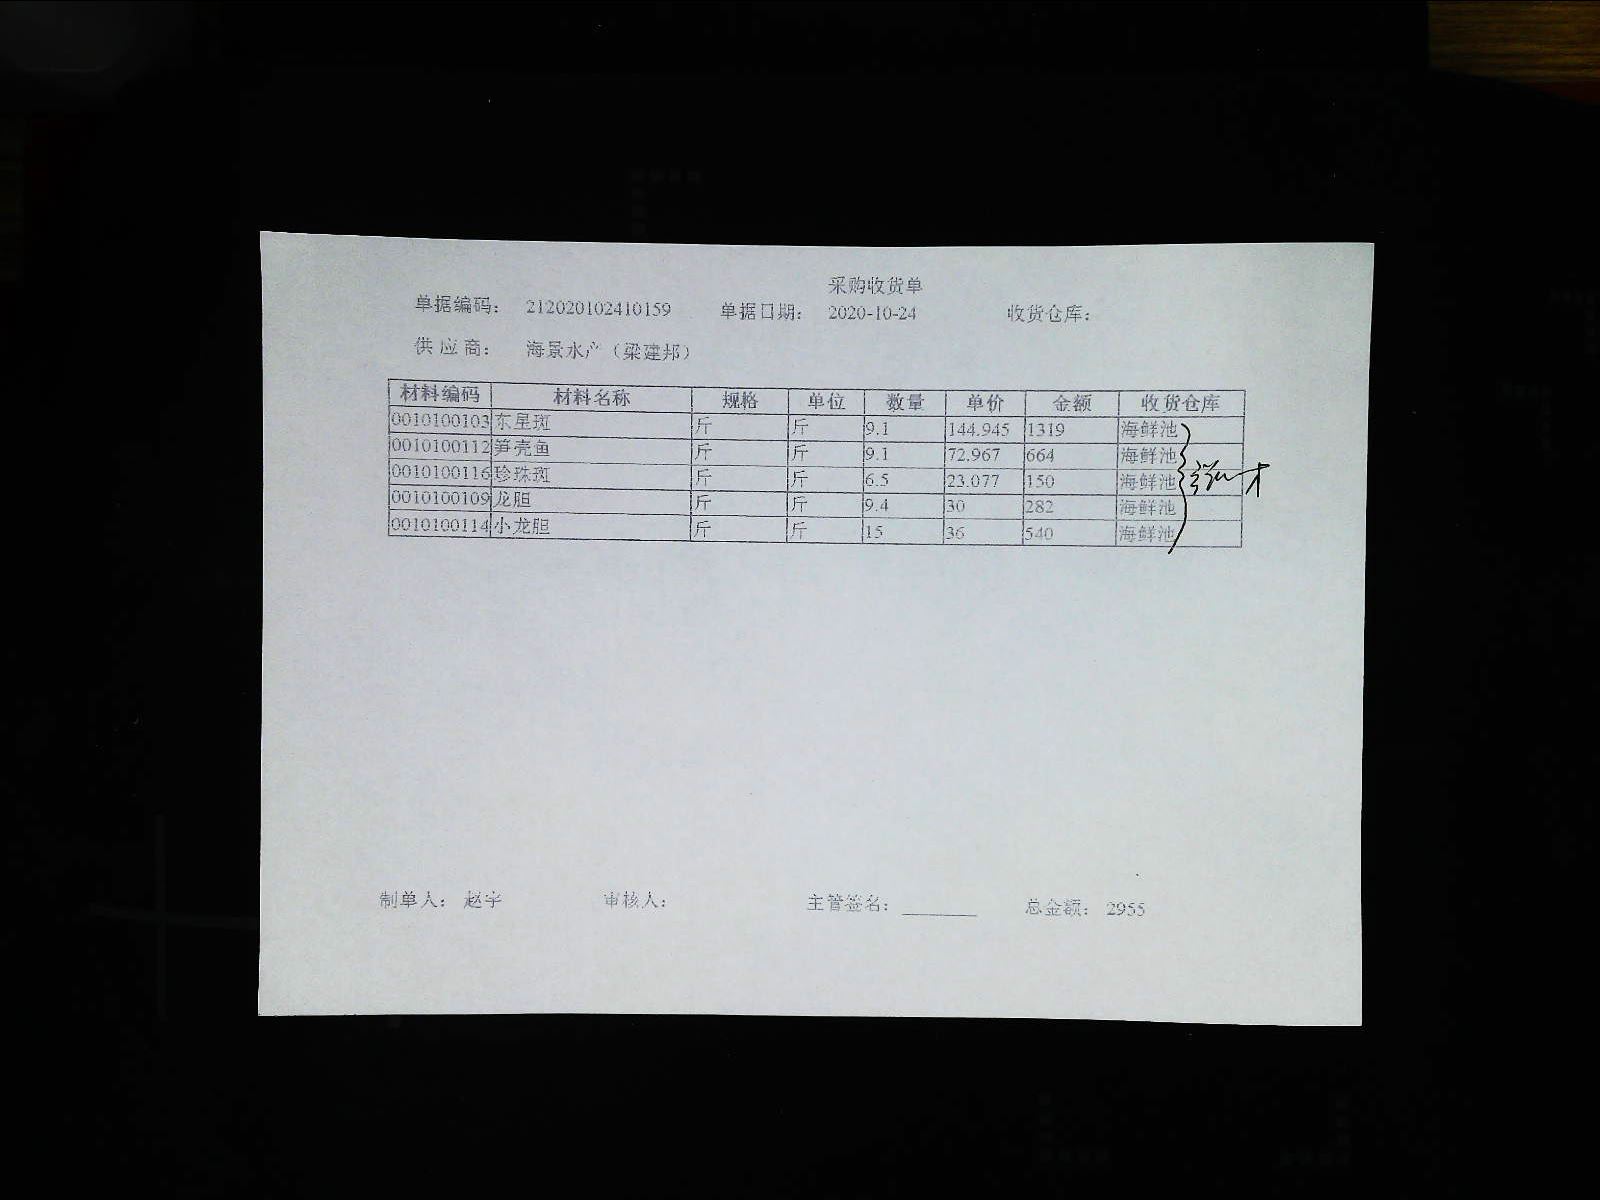 采购收货单
单据编码： 212020102410159 单据日期： 2020-10-24 收货仓库：
供应商： 海景水产（梁建邦）
材料编码 材料名称 规格 单位 数量 单价 金额 收货仓库
0010100103 东星斑 斤 斤 9.1 144.945 1319 海鲜池
0010100112 笋壳鱼 斤 斤 9.1 72.967 664 海鲜池
0010100116 珍珠斑 斤 斤 6.5 23.077 150 海鲜池
0010100109 龙胆 斤 斤 9.4 30 282 海鲜池
0010100114 小龙胆 斤 斤 15 36 540 海鲜池
制单人： 赵宇 审核人： 主管签名： 总金额： 2955